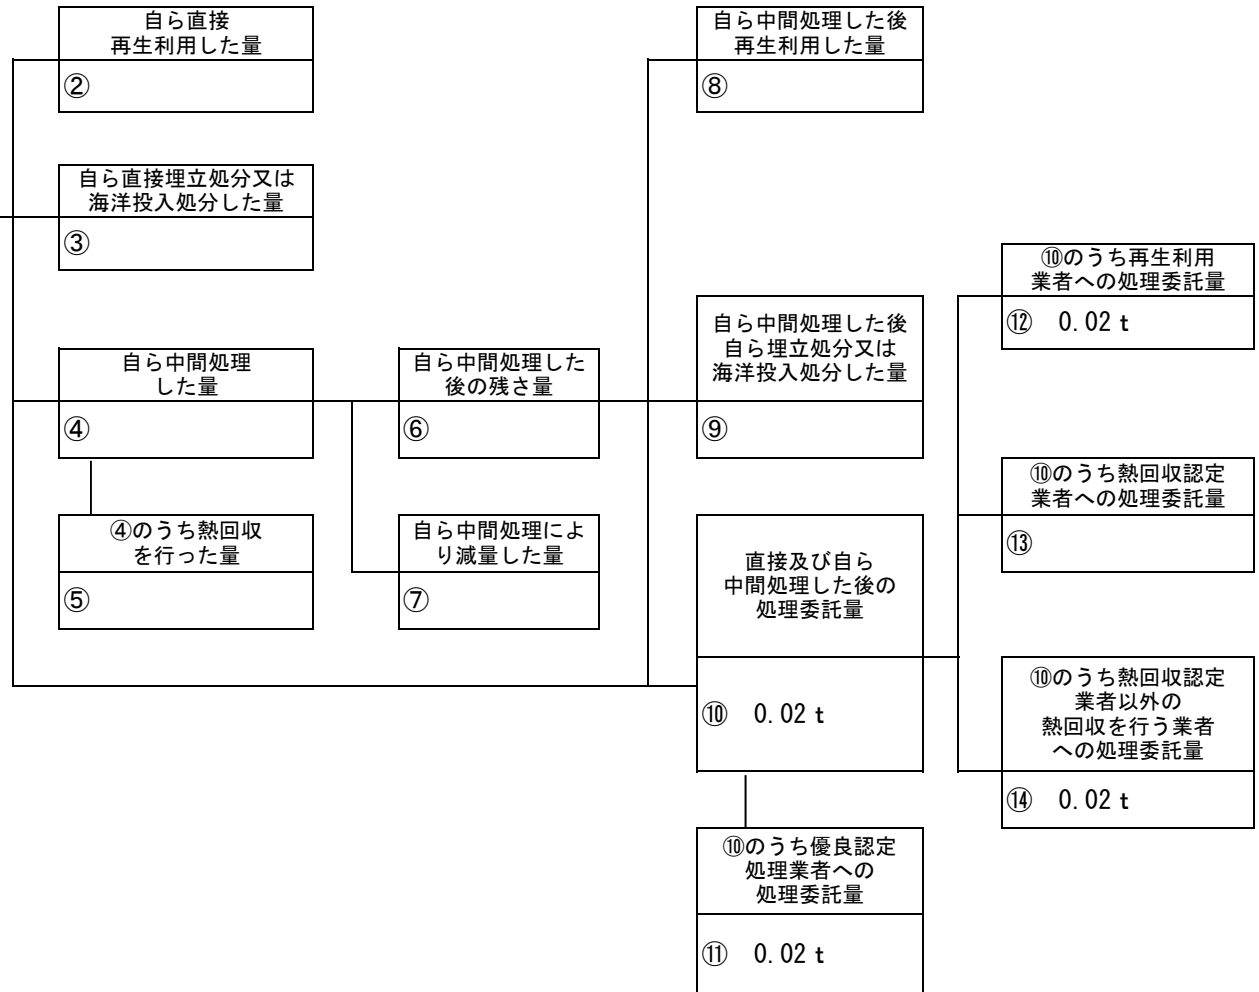 自ら直接
再生利用した量
②
自ら直接埋立処分又は
海洋投入処分した量
③
自ら中間処理
した量
④
④のうち熱回収
を行った量
⑤
自ら中間処理した
後の残さ量
⑥
自ら中間処理によ
り減量した量
⑦
自ら中間処理した後
再生利用した量
⑧
自ら中間処理した後
自ら埋立処分又は
海洋投入処分した量
⑨
直接及び自ら
中間処理した後の
処理委託量
⑩ 0.02 t
⑩のうち優良認定
処理業者への
処理委託量
⑪ 0.02 t
⑩のうち再生利用
業者への処理委託量
⑫ 0.02 t
⑩のうち熱回収認定
業者への処理委託量
⑬
⑩のうち熱回収認定
業者以外の
熱回収を行う業者
への処理委託量
⑭ 0.02 t